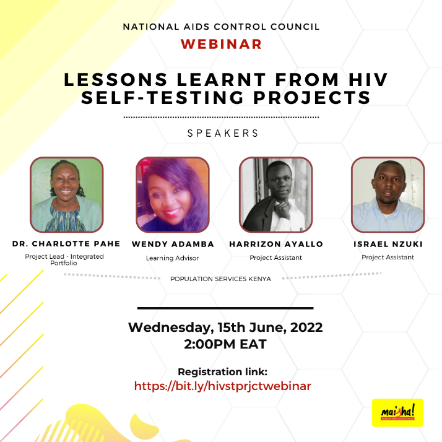 NATIONAL AIDS CONTROL COUNCIL
WEBINAR
LESSONS LEARNT FROM HIV
SELF-TESTING PROJECTS
SPEAKERS
DR. CHARLOTTE PAHE
Project Lead - Integrated
Portfolio
WENDY ADAMBA
Learning Advisor
HARRIZON AYALLO
Project Assistant
ISRAEL NZUKI
Project Assistant
POPULATION SERVICES KENYA
Wednesday, 15th June, 2022
2:00PM EAT
Registration link:
https://bit.ly/hivstprjctwebinar
maisha!